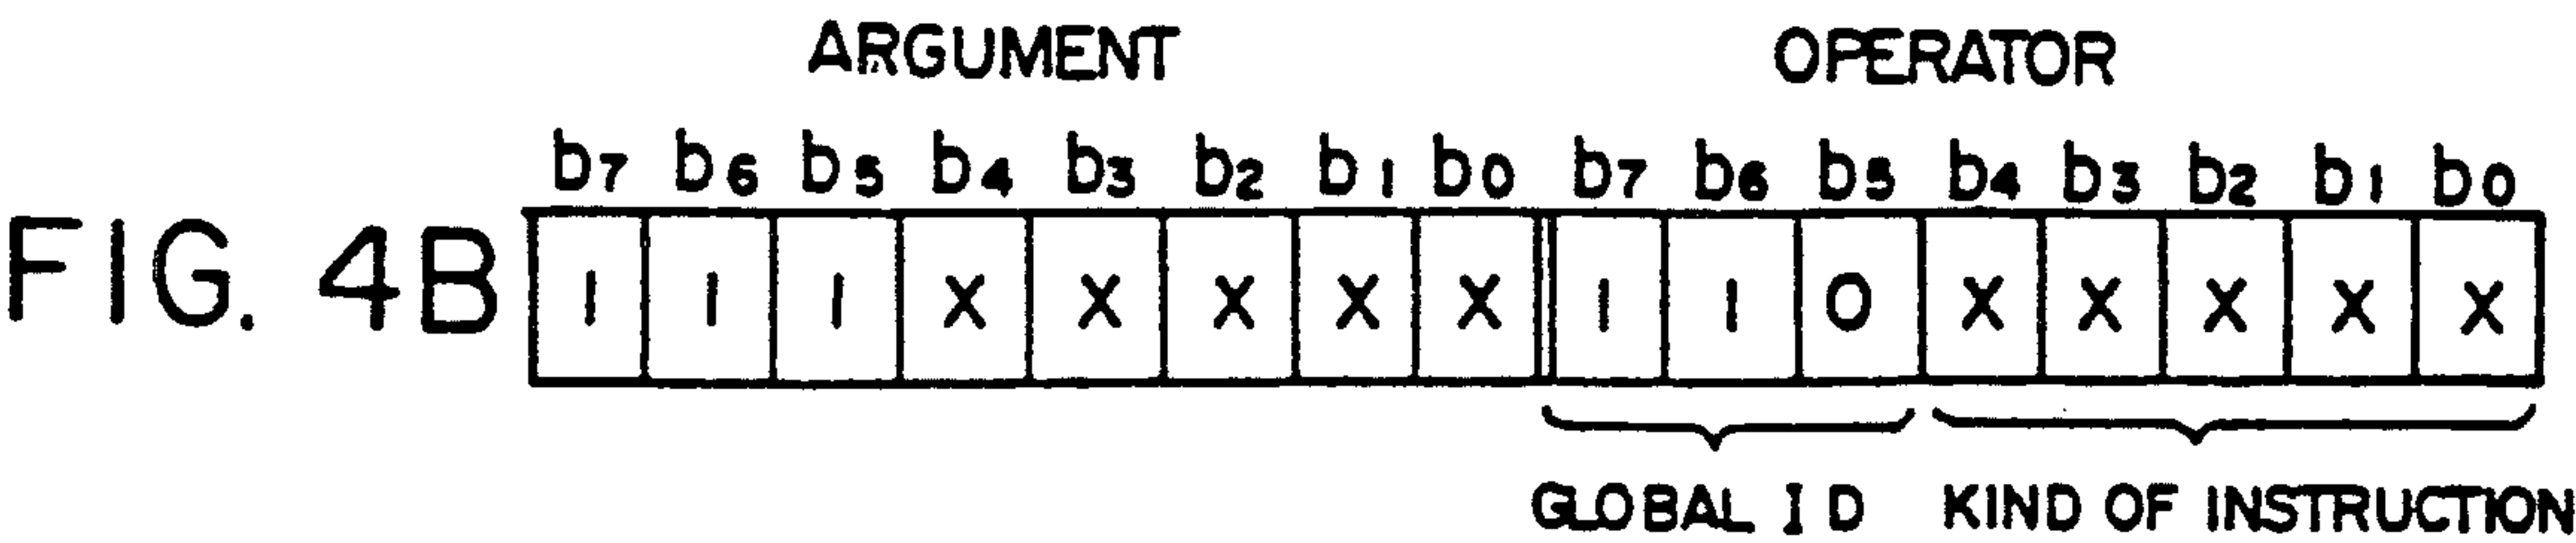 ARGUMENT OPERATOR
b7 b6 b5 b4 b3 b2 b1 b0 b7 b6 b5 b4 b3 b2 b1 b0
FIG. 4B 1 1 1 X X X X X 1 1 0 X X X X X
GLOBAL ID KIND OF INSTRUCTION